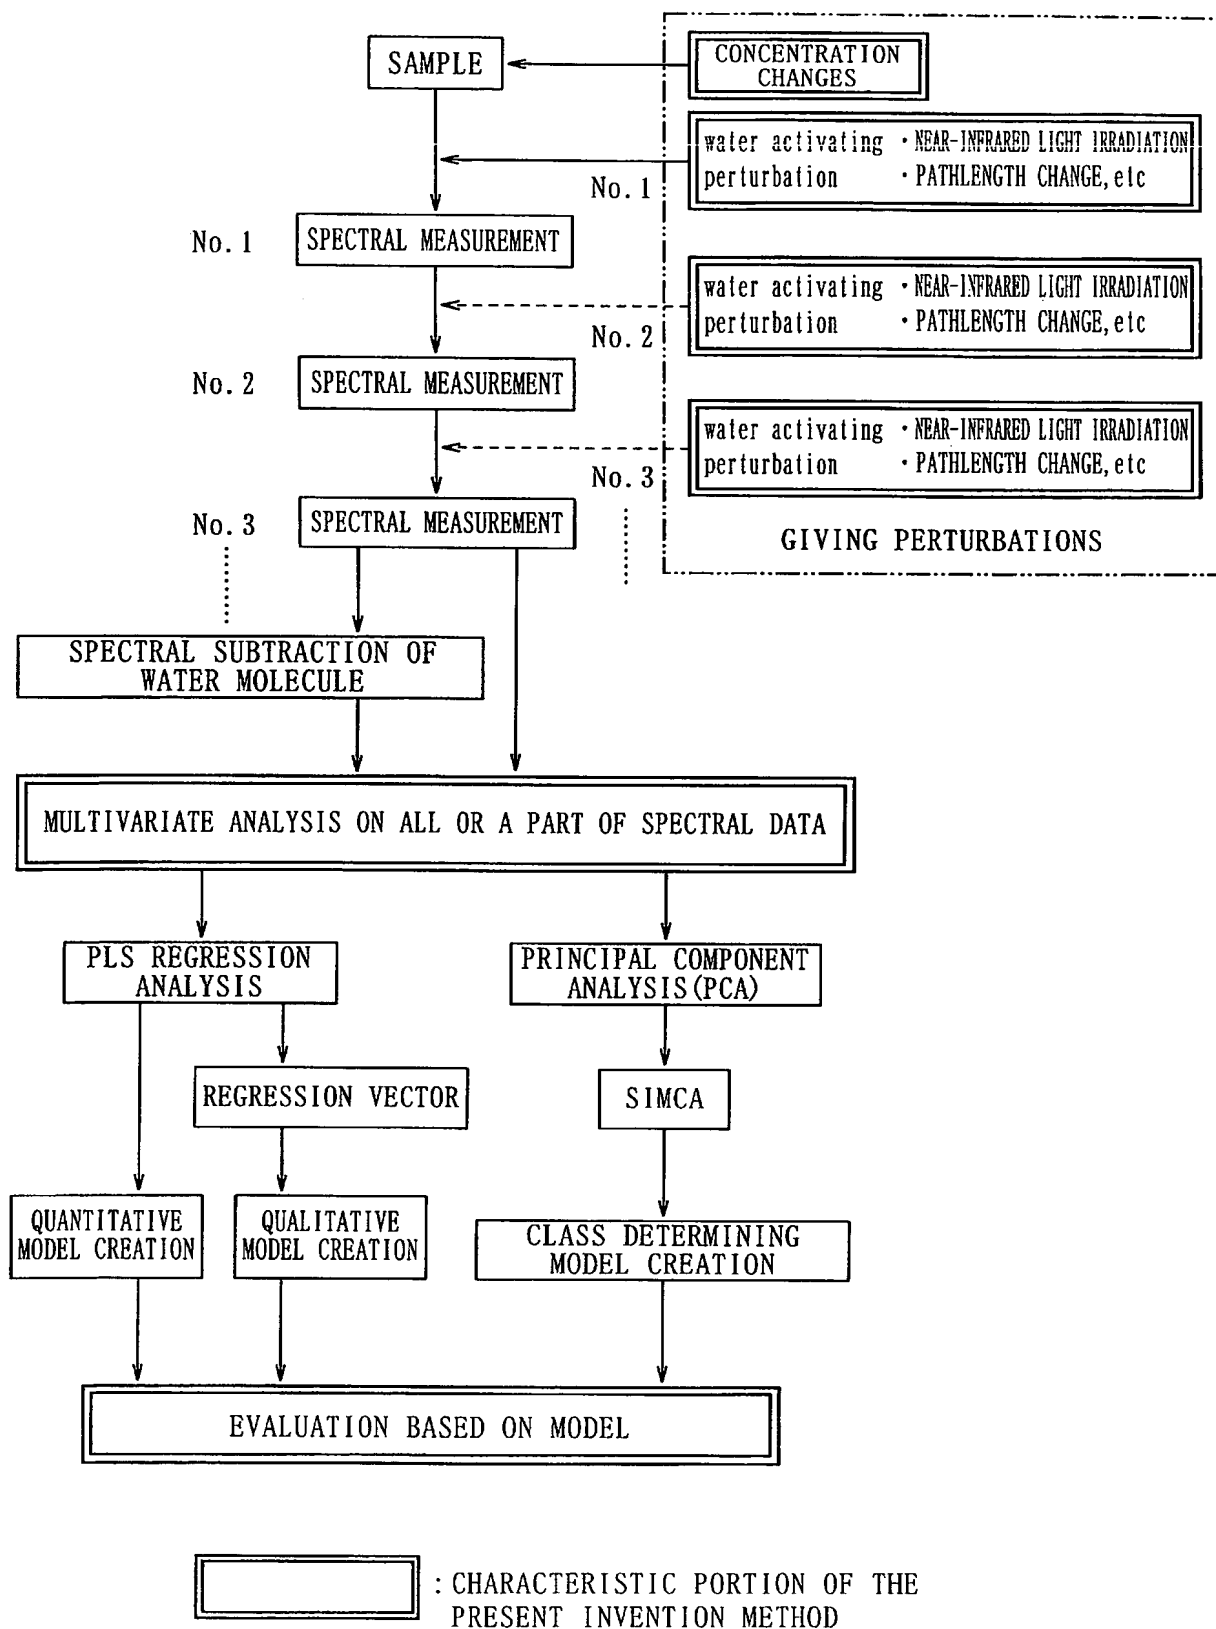 SAMPLE
CONCENTRATION
CHANGES
water activating ・NEAR-INFRARED LIGHT IRRADIATION
perturbation ・PATHLENGTH CHANGE, etc
No. 1
No. 1
SPECTRAL MEASUREMENT
water activating ・NEAR-INFRARED LIGHT IRRADIATION
perturbation ・PATHLENGTH CHANGE, etc
No. 2
No. 2
SPECTRAL MEASUREMENT
water activating ・NEAR-INFRARED LIGHT IRRADIATION
perturbation ・PATHLENGTH CHANGE, etc
No. 3
No. 3
SPECTRAL MEASUREMENT
GIVING PERTURBATIONS
SPECTRAL SUBTRACTION OF
WATER MOLECULE
MULTIVARIATE ANALYSIS ON ALL OR A PART OF SPECTRAL DATA
PLS REGRESSION
ANALYSIS
PRINCIPAL COMPONENT
ANALYSIS(PCA)
REGRESSION VECTOR
SIMCA
QUANTITATIVE
MODEL CREATION
QUALITATIVE
MODEL CREATION
CLASS DETERMINING
MODEL CREATION
EVALUATION BASED ON MODEL
: CHARACTERISTIC PORTION OF THE
PRESENT INVENTION METHOD